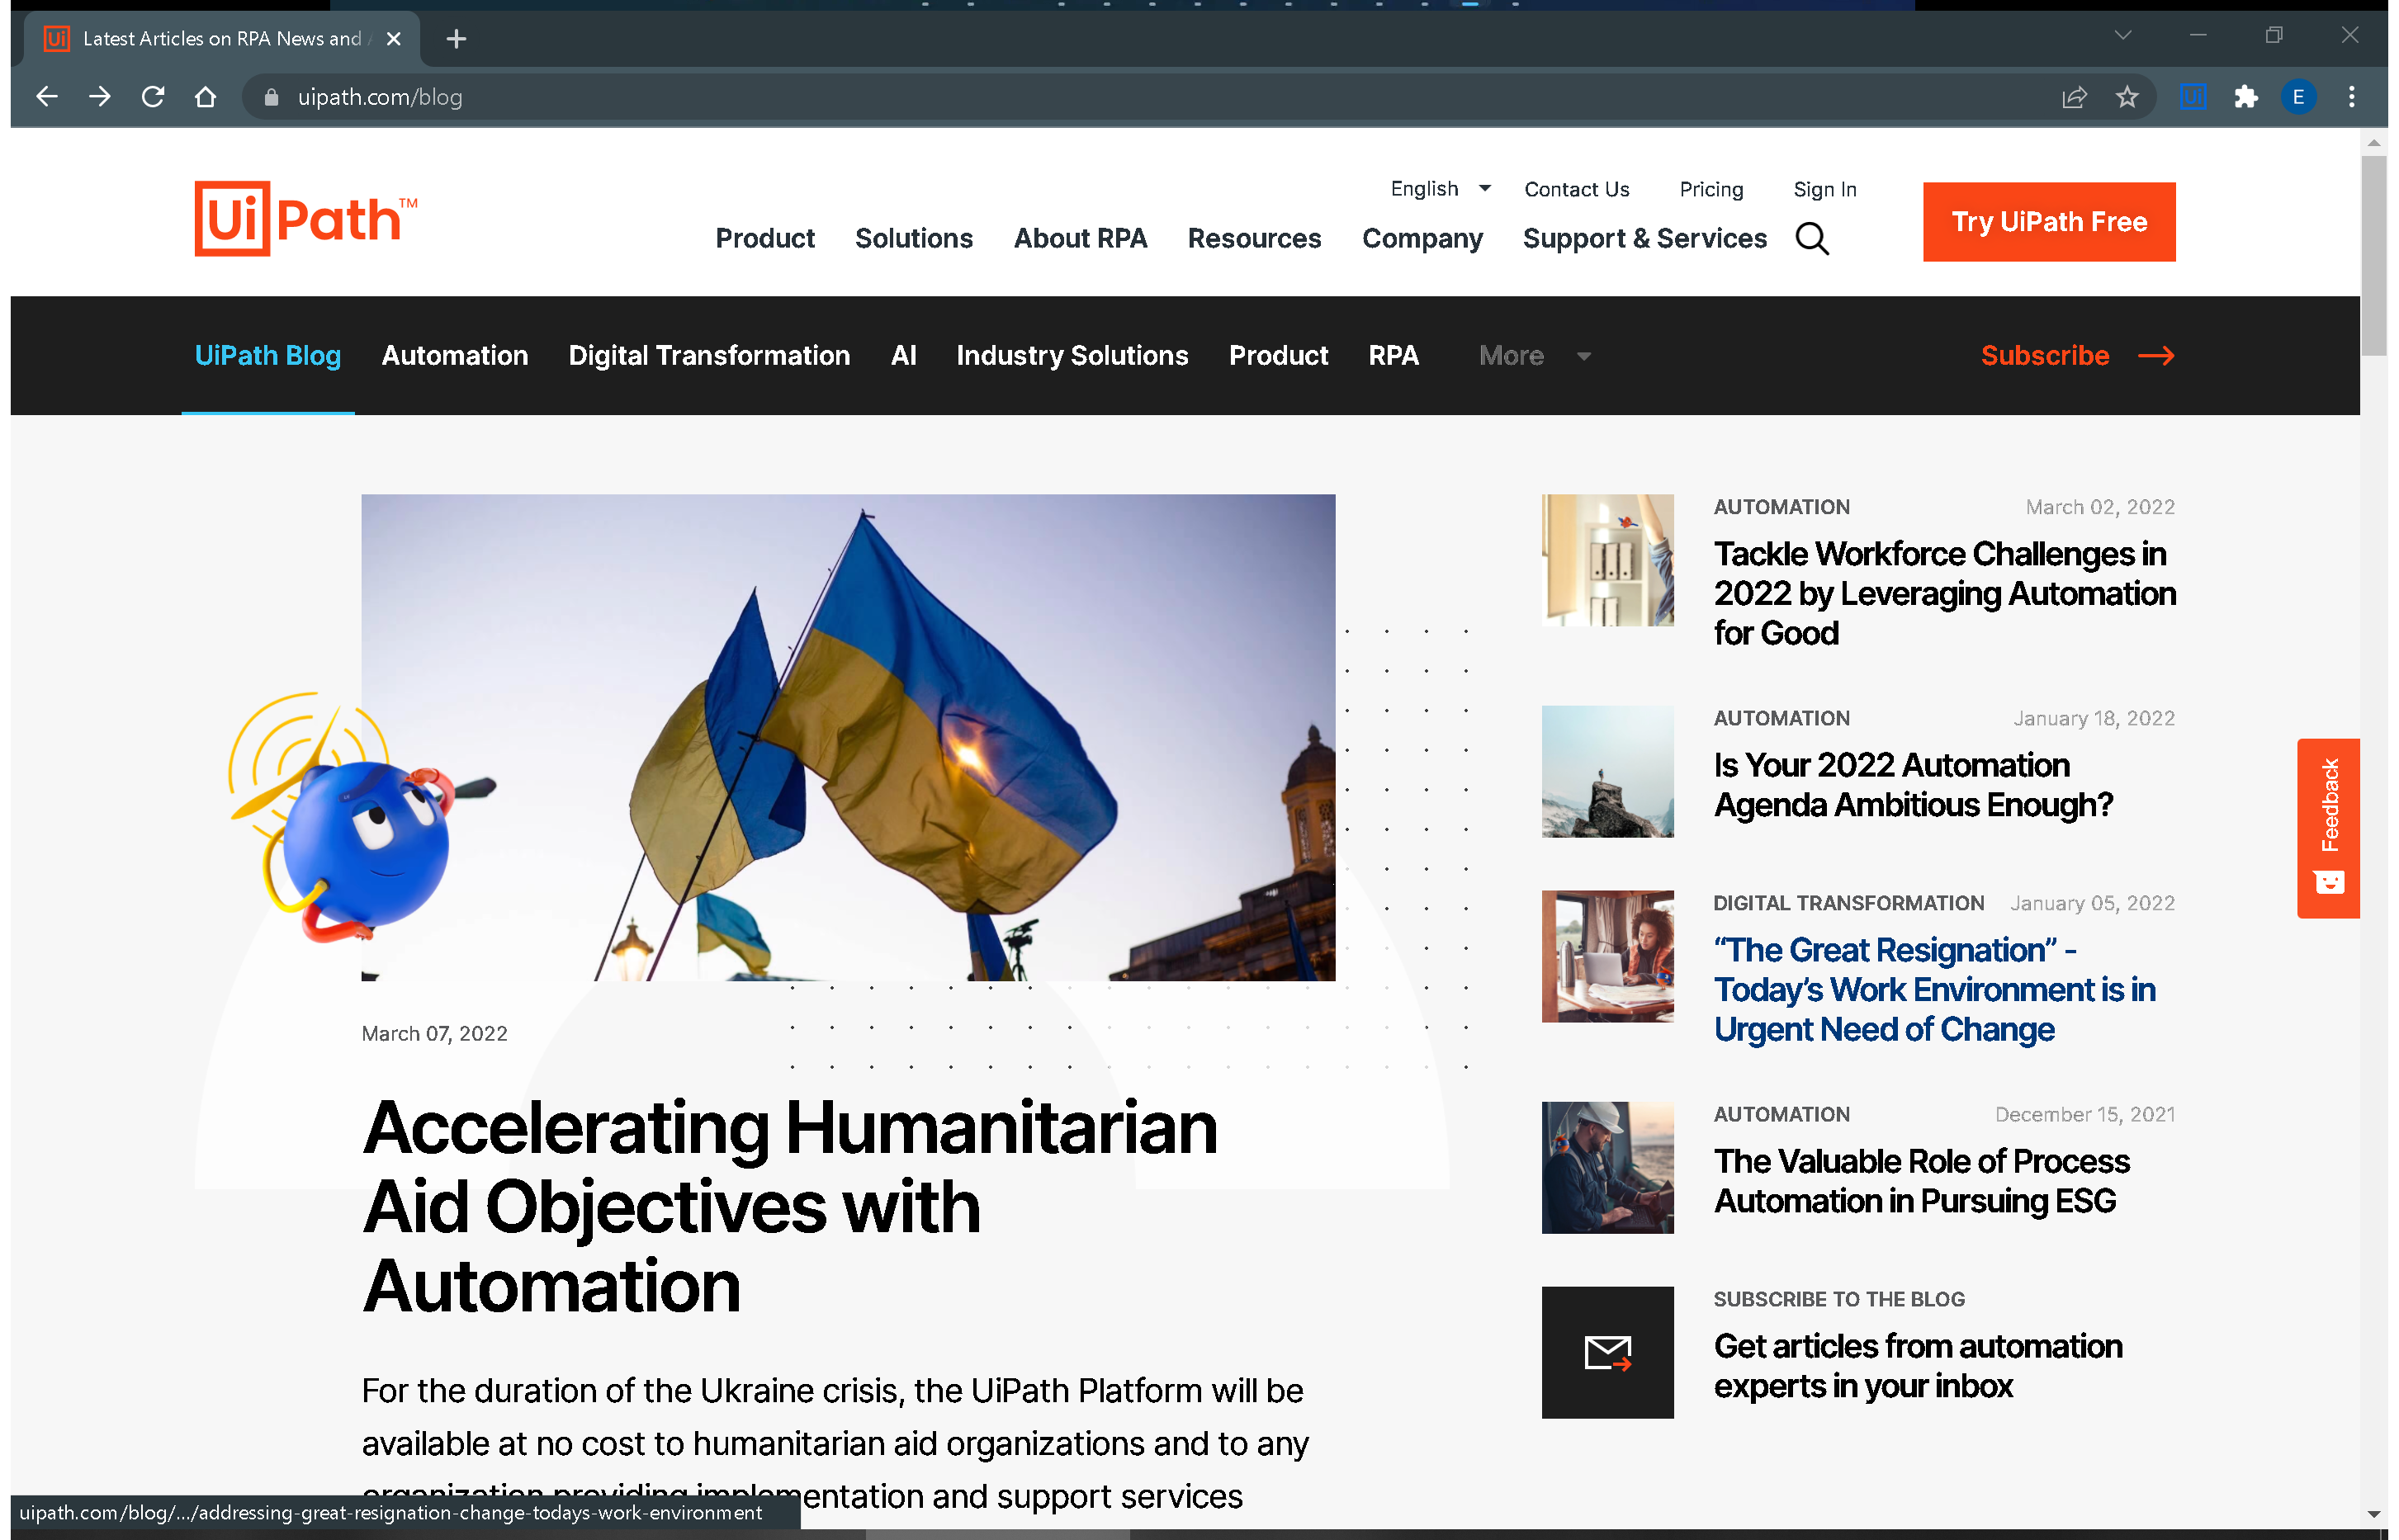 Latest Articles on RPA News and
uipath.com/blog
E
UiPath™
English
Contact Us
Pricing
Sign In
Product
Solutions
About RPA
Resources
Company
Support & Services
Try UiPath Free
UiPath Blog
Automation
Digital Transformation
AI
Industry Solutions
Product
RPA
More
Subscribe
March 07, 2022
Accelerating Humanitarian
Aid Objectives with
Automation
For the duration of the Ukraine crisis, the UiPath Platform will be
available at no cost to humanitarian aid organizations and to any
organization providing implementation and support services
AUTOMATION
March 02, 2022
Tackle Workforce Challenges in
2022 by Leveraging Automation
for Good
AUTOMATION
January 18, 2022
Is Your 2022 Automation
Agenda Ambitious Enough?
DIGITAL TRANSFORMATION
January 05, 2022
“The Great Resignation” -
Today’s Work Environment is in
Urgent Need of Change
AUTOMATION
December 15, 2021
The Valuable Role of Process
Automation in Pursuing ESG
SUBSCRIBE TO THE BLOG
Get articles from automation
experts in your inbox
Feedback
uipath.com/blog/.../addressing-great-resignation-change-todays-work-environment